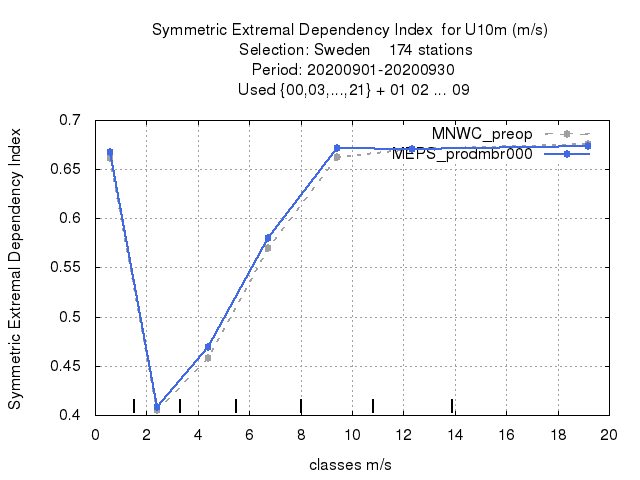 Symmetric Extremal Dependency Index  for U10m (m/s)
Selection: Sweden    174 stations
Period: 20200901-20200930
Used {00,03,...,21} + 01 02 ... 09
Symmetric Extremal Dependency Index
0.7
0.65
0.6
0.55
0.5
0.45
0.4
MNWC_preop
MEPS_prodmbr000
0 2 4 6 8 10 12 14 16 18 20
classes m/s